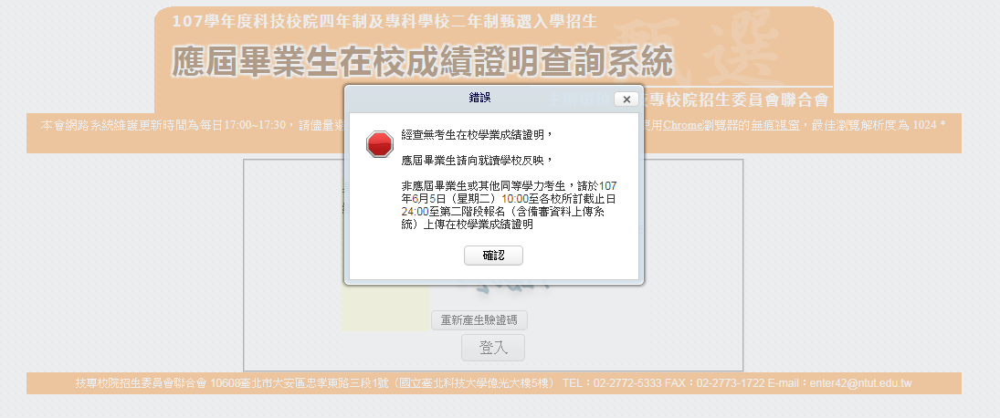 107學年度科技校院四年制及專科學校二年制甄選入學招生
應屆畢業生在校成績證明查詢系統
技專校院招生委員會聯合會
本會網路系統維護更新時間為每日17:00~17:30，請儘量避
使用Chrome瀏覽器的無痕視窗，最佳瀏覽解析度為 1024 *
錯誤
經查無考生在校學業成績證明，
應屆畢業生請向就讀學校反映，
非應屆畢業生或其他同等學力考生，請於107
年6月5日（星期二）10:00至各校所訂截止日
24:00至第二階段報名（含備審資料上傳系
統）上傳在校學業成績證明
確認
重新產生驗證碼
登入
技專校院招生委員會聯合會 10608臺北市大安區忠孝東路三段1號（國立臺北科技大學億光大樓5樓） TEL：02-2772-5333 FAX：02-2773-1722 E-mail：enter42@ntut.edu.tw